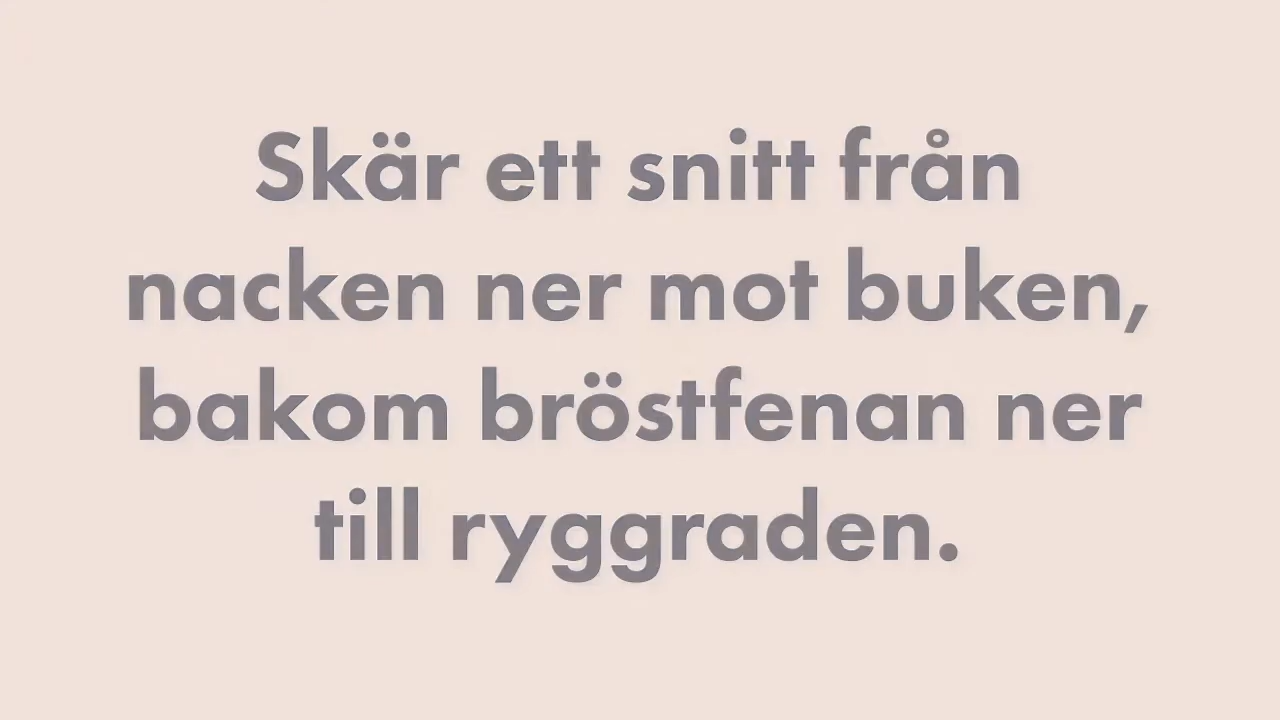 Skär ett snitt från
nacken ner mot buken,
bakom bröstfenan ner
till ryggraden.